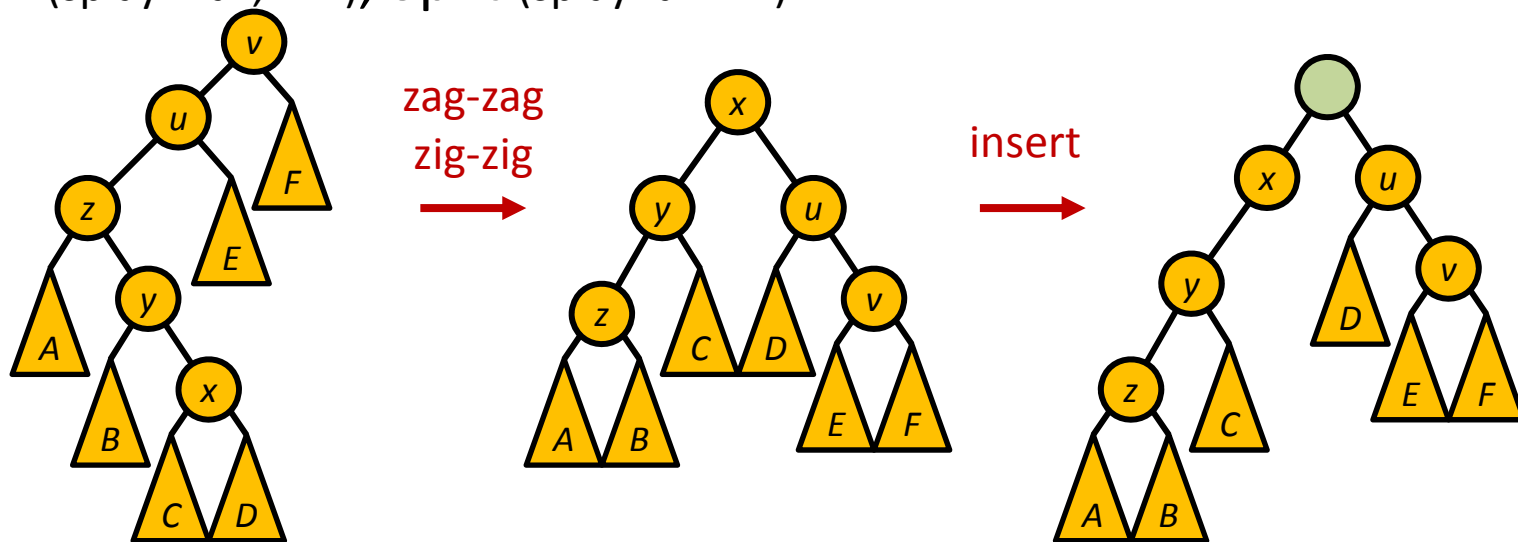 v
u
z
F
E
y
A
x
B
C D
zag-zag
zig-zig
x
y u
z v
C D
A B E F
insert
x u
y v
D
z E F
C
A B